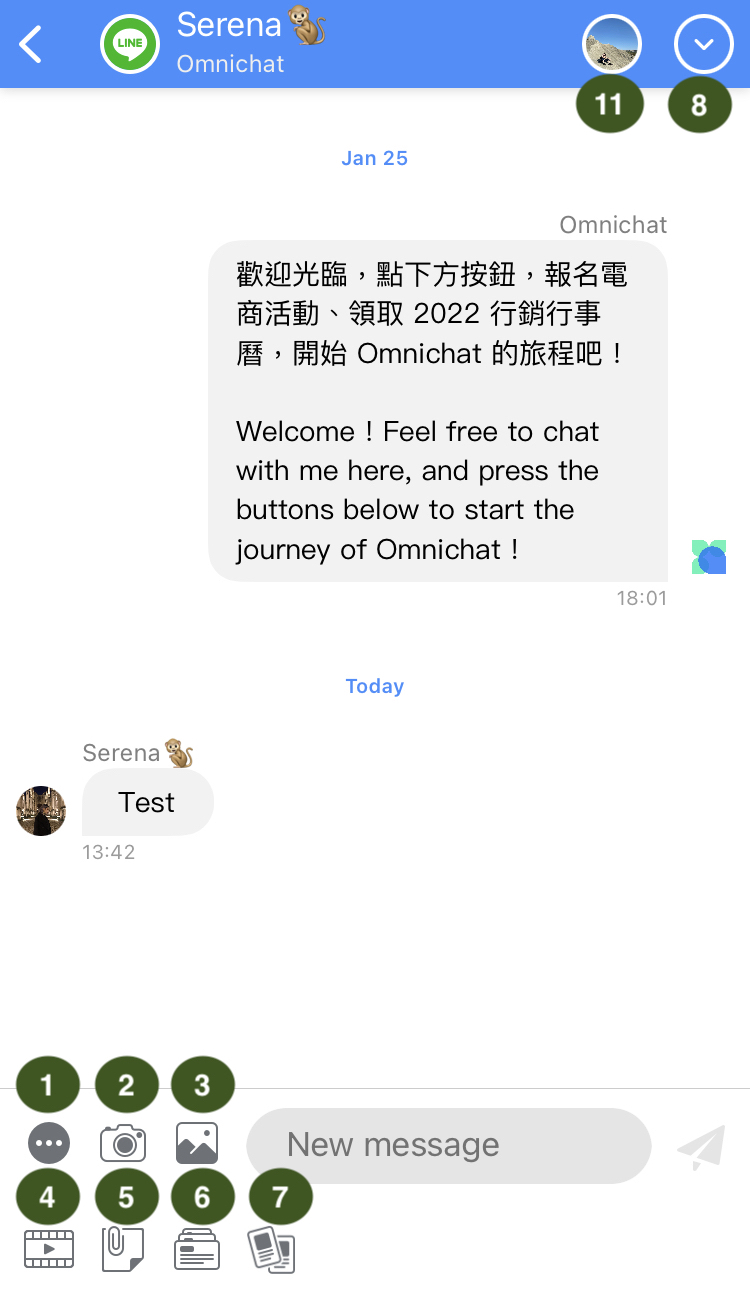 LINE
Serena🐒
Omnichat
11
8
Jan 25
Omnichat
歡迎光臨，點下方按鈕，報名電
商活動、領取 2022 行銷行事
曆，開始 Omnichat 的旅程吧！
Welcome！Feel free to chat
with me here, and press the
buttons below to start the
journey of Omnichat！
18:01
Today
Serena🐒
Test
13:42
1 2 3
New message
4 5 6 7